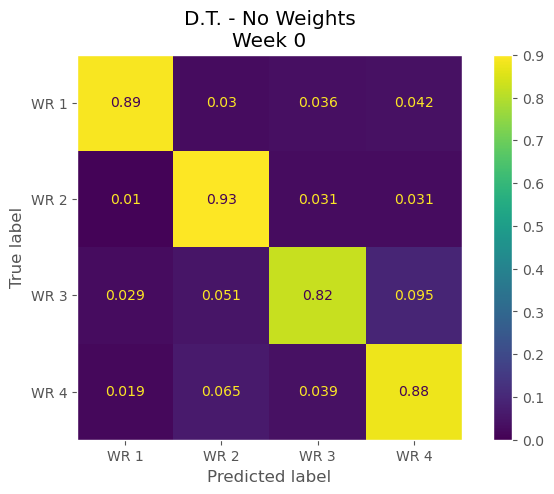 D.T. - No Weights
Week 0
True label
WR 1 0.89 0.03 0.036 0.042
WR 2 0.01 0.93 0.031 0.031
WR 3 0.029 0.051 0.82 0.095
WR 4 0.019 0.065 0.039 0.88
WR 1 WR 2 WR 3 WR 4
Predicted label
0.9
0.8
0.7
0.6
0.5
0.4
0.3
0.2
0.1
0.0